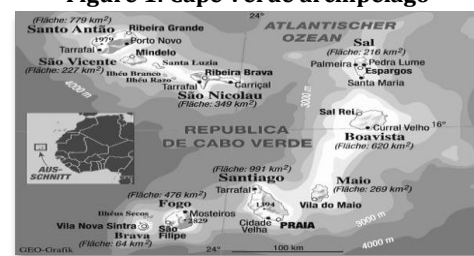 Figure 1: Cape Verde archipelago
(Fläche: 779 km²)
Santo Antão
Ribeira Grande
1979
Porto Novo
Tarrafal
Mindelo
São Vicente
(Fläche: 227 km²)
Santa Luzia
Ilhéu Branco
Ilhéu Razo
Ribeira Brava
Tarrafal
Carriçal
São Nicolau
(Fläche: 349 km²)
24°
ATLANTISCHER
OZEAN
Sal
(Fläche: 216 km²)
Palmeira
Pedra Lume
Espargos
Santa Maria
3000 m
4000 m
Sal Rei
Curral Velho
16°
Boavista
(Fläche: 620 km²)
REPUBLICA
DE CABO VERDE
AUS-
SCHNITT
(Fläche: 991 km²)
Santiago
Tarrafal
1394
Cidade
Velha
PRAIA
Maio
(Fläche: 269 km²)
Vila do Maio
(Fläche: 476 km²)
Fogo
Ilhéus Secos
Mosteiros
2829
Vila Nova Sintra
São
Filipe
Brava
(Fläche: 64 km²)
3000 m
4000 m
GEO-Grafik
24°
100 km